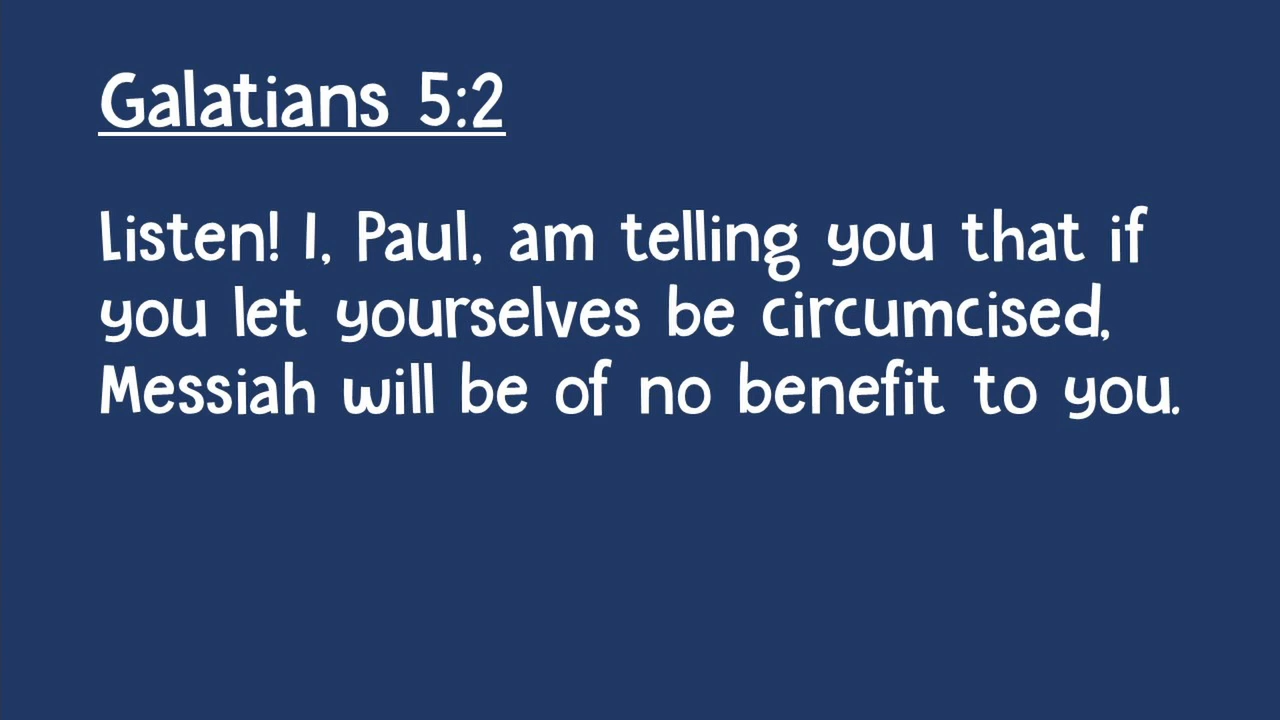 Galatians 5:2
Listen! I, Paul, am telling you that if
you let yourselves be circumcised,
Messiah will be of no benefit to you.